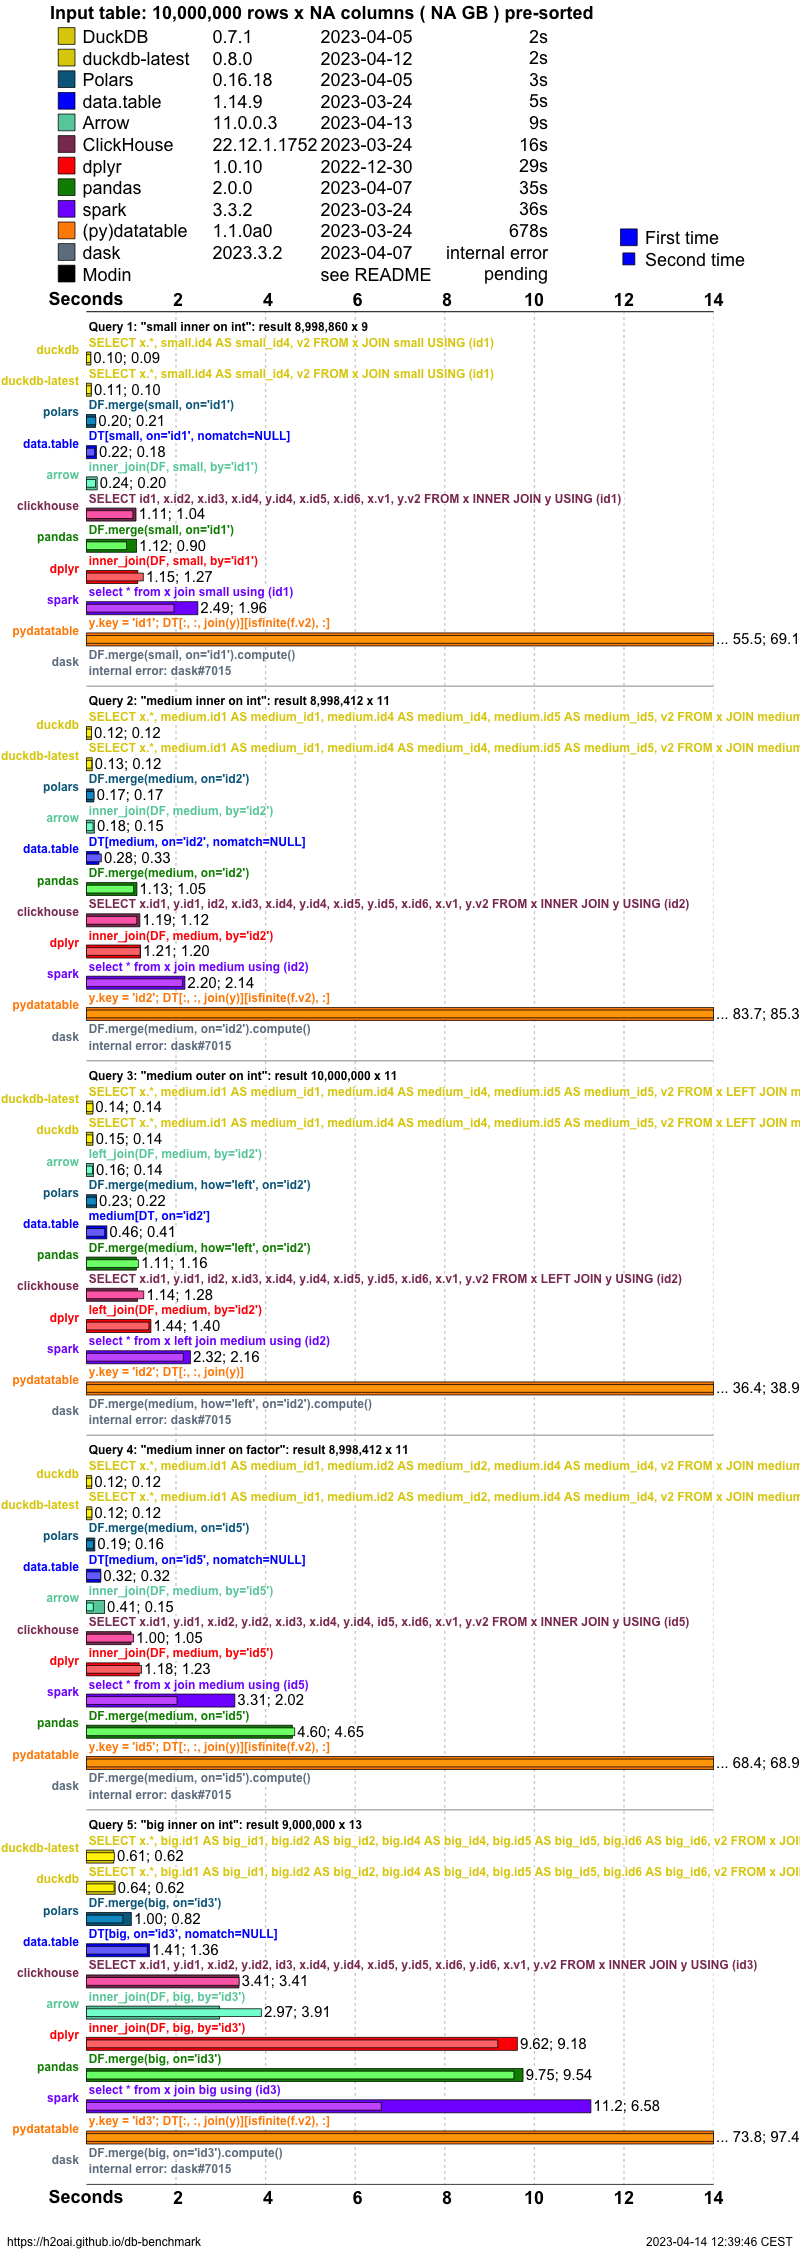 Input table: 10,000,000 rows x NA columns ( NA GB ) pre-sorted
DuckDB 0.7.1 2023-04-05 2s
duckdb-latest 0.8.0 2023-04-12 2s
Polars 0.16.18 2023-04-05 3s
data.table 1.14.9 2023-03-24 5s
Arrow 11.0.0.3 2023-04-13 9s
ClickHouse 22.12.1.1752 2023-03-24 16s
dplyr 1.0.10 2022-12-30 29s
pandas 2.0.0 2023-04-07 35s
spark 3.3.2 2023-03-24 36s
(py)datatable 1.1.0a0 2023-03-24 678s
dask 2023.3.2 2023-04-07 internal error
Modin see README pending
First time
Second time
Seconds 2 4 6 8 10 12 14
Query 1: "small inner on int": result 8,998,860 x 9
SELECT x.*, small.id4 AS small_id4, v2 FROM x JOIN small USING (id1)
duckdb 0.10; 0.09
SELECT x.*, small.id4 AS small_id4, v2 FROM x JOIN small USING (id1)
duckdb-latest 0.11; 0.10
DF.merge(small, on='id1')
polars 0.20; 0.21
DT[small, on='id1', nomatch=NULL]
data.table 0.22; 0.18
inner_join(DF, small, by='id1')
arrow 0.24; 0.20
SELECT id1, x.id2, x.id3, x.id4, y.id4, x.id5, x.id6, x.v1, y.v2 FROM x INNER JOIN y USING (id1)
clickhouse 1.11; 1.04
DF.merge(small, on='id1')
pandas 1.12; 0.90
inner_join(DF, small, by='id1')
dplyr 1.15; 1.27
select * from x join small using (id1)
spark 2.49; 1.96
y.key = 'id1'; DT[:, :, join(y)][isfinite(f.v2), :]
pydatatable ... 55.5; 69.1
DF.merge(small, on='id1').compute()
dask internal error: dask#7015
Query 2: "medium inner on int": result 8,998,412 x 11
SELECT x.*, medium.id1 AS medium_id1, medium.id4 AS medium_id4, medium.id5 AS medium_id5, v2 FROM x JOIN medium
duckdb 0.12; 0.12
SELECT x.*, medium.id1 AS medium_id1, medium.id4 AS medium_id4, medium.id5 AS medium_id5, v2 FROM x JOIN medium
duckdb-latest 0.13; 0.12
DF.merge(medium, on='id2')
polars 0.17; 0.17
inner_join(DF, medium, by='id2')
arrow 0.18; 0.15
DT[medium, on='id2', nomatch=NULL]
data.table 0.28; 0.33
DF.merge(medium, on='id2')
pandas 1.13; 1.05
SELECT x.id1, y.id1, id2, x.id3, x.id4, y.id4, x.id5, y.id5, x.id6, x.v1, y.v2 FROM x INNER JOIN y USING (id2)
clickhouse 1.19; 1.12
inner_join(DF, medium, by='id2')
dplyr 1.21; 1.20
select * from x join medium using (id2)
spark 2.20; 2.14
y.key = 'id2'; DT[:, :, join(y)][isfinite(f.v2), :]
pydatatable ... 83.7; 85.3
DF.merge(medium, on='id2').compute()
dask internal error: dask#7015
Query 3: "medium outer on int": result 10,000,000 x 11
SELECT x.*, medium.id1 AS medium_id1, medium.id4 AS medium_id4, medium.id5 AS medium_id5, v2 FROM x LEFT JOIN m
duckdb-latest 0.14; 0.14
SELECT x.*, medium.id1 AS medium_id1, medium.id4 AS medium_id4, medium.id5 AS medium_id5, v2 FROM x LEFT JOIN m
duckdb 0.15; 0.14
left_join(DF, medium, by='id2')
arrow 0.16; 0.14
DF.merge(medium, how='left', on='id2')
polars 0.23; 0.22
medium[DT, on='id2']
data.table 0.46; 0.41
DF.merge(medium, how='left', on='id2')
pandas 1.11; 1.16
SELECT x.id1, y.id1, id2, x.id3, x.id4, y.id4, x.id5, y.id5, x.id6, x.v1, y.v2 FROM x LEFT JOIN y USING (id2)
clickhouse 1.14; 1.28
left_join(DF, medium, by='id2')
dplyr 1.44; 1.40
select * from x left join medium using (id2)
spark 2.32; 2.16
y.key = 'id2'; DT[:, :, join(y)]
pydatatable ... 36.4; 38.9
DF.merge(medium, how='left', on='id2').compute()
dask internal error: dask#7015
Query 4: "medium inner on factor": result 8,998,412 x 11
SELECT x.*, medium.id1 AS medium_id1, medium.id2 AS medium_id2, medium.id4 AS medium_id4, v2 FROM x JOIN medium
duckdb 0.12; 0.12
SELECT x.*, medium.id1 AS medium_id1, medium.id2 AS medium_id2, medium.id4 AS medium_id4, v2 FROM x JOIN medium
duckdb-latest 0.12; 0.12
DF.merge(medium, on='id5')
polars 0.19; 0.16
DT[medium, on='id5', nomatch=NULL]
data.table 0.32; 0.32
inner_join(DF, medium, by='id5')
arrow 0.41; 0.15
SELECT x.id1, y.id1, x.id2, y.id2, x.id3, x.id4, y.id4, id5, x.id6, x.v1, y.v2 FROM x INNER JOIN y USING (id5)
clickhouse 1.00; 1.05
inner_join(DF, medium, by='id5')
dplyr 1.18; 1.23
select * from x join medium using (id5)
spark 3.31; 2.02
DF.merge(medium, on='id5')
pandas 4.60; 4.65
y.key = 'id5'; DT[:, :, join(y)][isfinite(f.v2), :]
pydatatable ... 68.4; 68.9
DF.merge(medium, on='id5').compute()
dask internal error: dask#7015
Query 5: "big inner on int": result 9,000,000 x 13
SELECT x.*, big.id1 AS big_id1, big.id2 AS big_id2, big.id4 AS big_id4, big.id5 AS big_id5, big.id6 AS big_id6, v2 FROM x JOI
duckdb-latest 0.61; 0.62
SELECT x.*, big.id1 AS big_id1, big.id2 AS big_id2, big.id4 AS big_id4, big.id5 AS big_id5, big.id6 AS big_id6, v2 FROM x JOI
duckdb 0.64; 0.62
DF.merge(big, on='id3')
polars 1.00; 0.82
DT[big, on='id3', nomatch=NULL]
data.table 1.41; 1.36
SELECT x.id1, y.id1, x.id2, y.id2, id3, x.id4, y.id4, x.id5, y.id5, x.id6, y.id6, x.v1, y.v2 FROM x INNER JOIN y USING (id3)
clickhouse 3.41; 3.41
inner_join(DF, big, by='id3')
arrow 2.97; 3.91
inner_join(DF, big, by='id3')
dplyr 9.62; 9.18
DF.merge(big, on='id3')
pandas 9.75; 9.54
select * from x join big using (id3)
spark 11.2; 6.58
y.key = 'id3'; DT[:, :, join(y)][isfinite(f.v2), :]
pydatatable ... 73.8; 97.4
DF.merge(big, on='id3').compute()
dask internal error: dask#7015
Seconds 2 4 6 8 10 12 14
https://h2oai.github.io/db-benchmark 2023-04-14 12:39:46 CEST